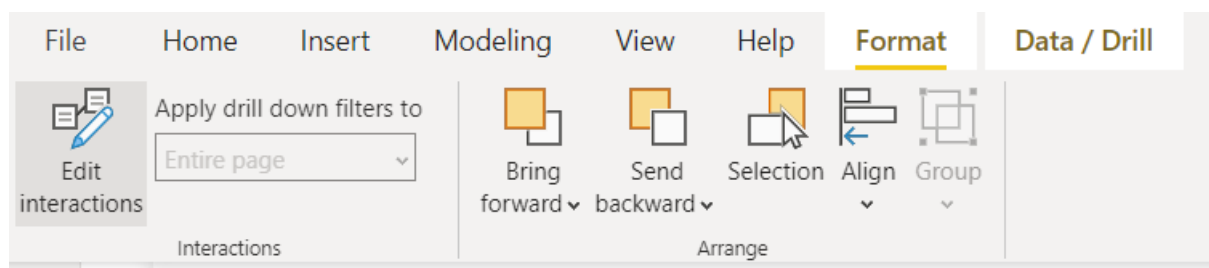 File Home Insert Modeling View Help Format Data / Drill
Edit
interactions
Apply drill down filters to
Entire page
Interactions
Bring
forward
Send
backward
Selection
Align
Group
Arrange